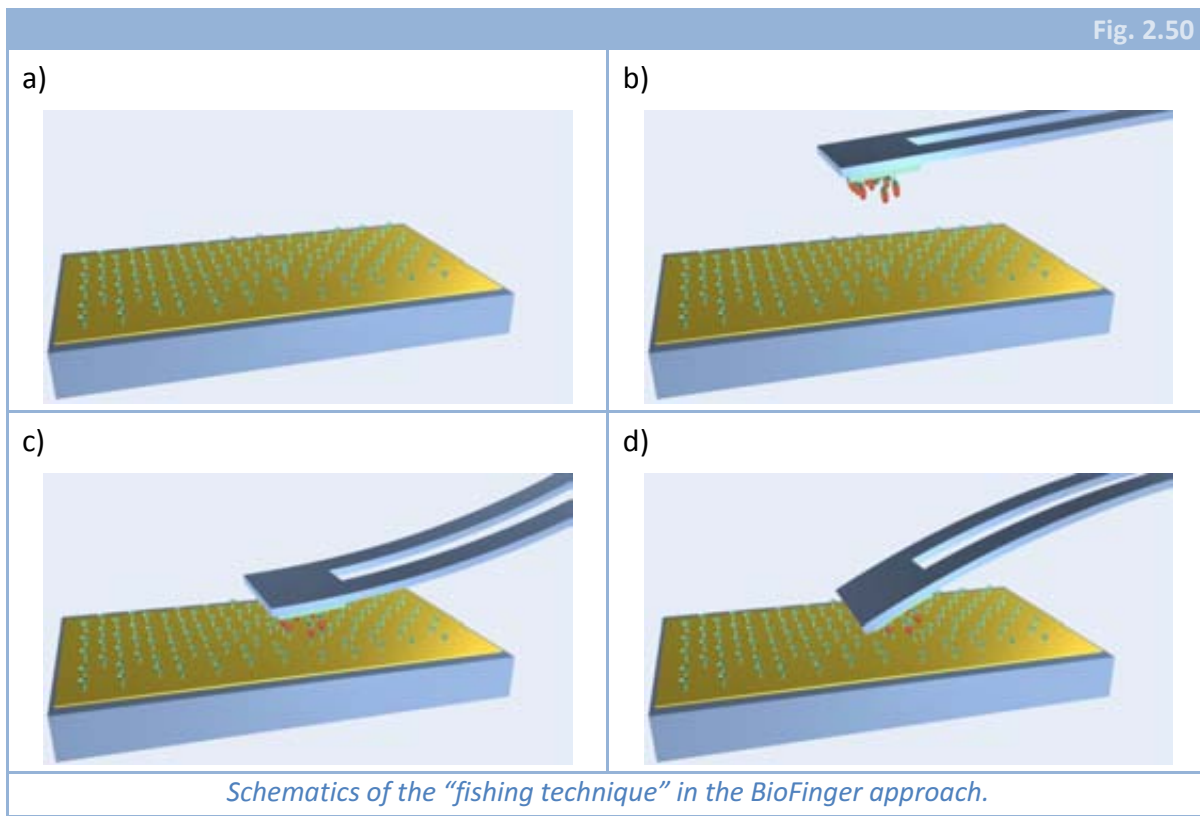 Fig. 2.50
a)
b)
c)
d)
Schematics of the “fishing technique” in the BioFinger approach.